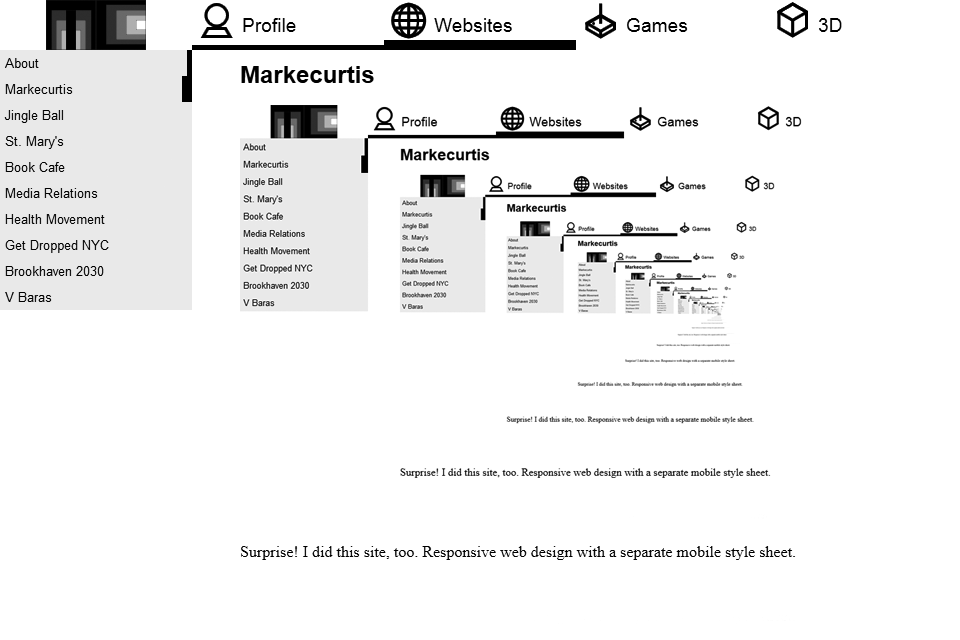 Profile Websites Games 3D
About
Markecurtis
Jingle Ball
St. Mary's
Book Cafe
Media Relations
Health Movement
Get Dropped NYC
Brookhaven 2030
V Baras
Markecurtis
Profile Websites Games 3D
About
Markecurtis
Jingle Ball
St. Mary's
Book Cafe
Media Relations
Health Movement
Get Dropped NYC
Brookhaven 2030
V Baras
Markecurtis
Profile Websites Games 3D
About
Markecurtis
Jingle Ball
St. Mary's
Book Cafe
Media Relations
Health Movement
Get Dropped NYC
Brookhaven 2030
V Baras
Markecurtis
Profile Websites Games 3D
About
Markecurtis
Jingle Ball
St. Mary's
Book Cafe
Media Relations
Health Movement
Get Dropped NYC
Brookhaven 2030
V Baras
Markecurtis
Profile Websites Games 3D
Markecurtis
Surprise! I did this site, too. Responsive web design with a separate mobile style sheet.
Surprise! I did this site, too. Responsive web design with a separate mobile style sheet.
Surprise! I did this site, too. Responsive web design with a separate mobile style sheet.
Surprise! I did this site, too. Responsive web design with a separate mobile style sheet.
Surprise! I did this site, too. Responsive web design with a separate mobile style sheet.